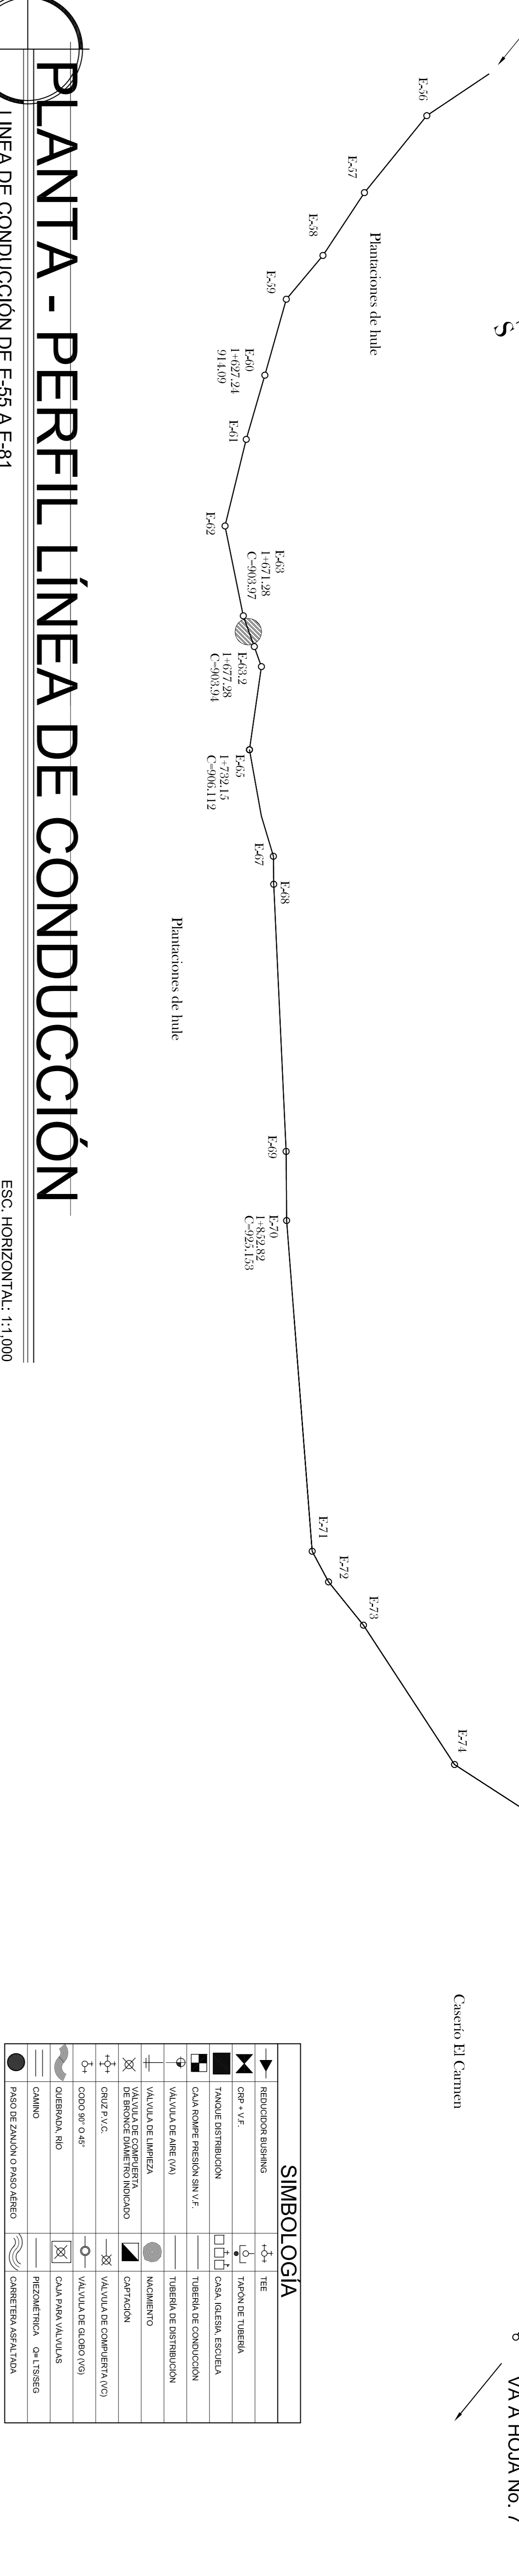 VA A HOJA No. 7
S
Caserío El Carmen
E-56
E-57
E-58
Plantaciones de hule
E-59
E-60
1+627.24
914.09
E-61
E-62
E-63
1+671.28
C=903.97
E-63.2
1+677.28
C=903.94
E-65
1+732.15
C=906.112
E-67
E-68
Plantaciones de hule
E-69
E-70
1+852.82
C=925.153
E-71
E-72
E-73
E-74
SIMBOLOGÍA
REDUCIDOR BUSHING
TEE
CRP + V.F.
TAPÓN DE TUBERÍA
TANQUE DISTRIBUCIÓN
CASA, IGLESIA, ESCUELA
CAJA ROMPE PRESIÓN SIN V.F.
TUBERÍA DE CONDUCCIÓN
VÁLVULA DE AIRE (VA)
TUBERÍA DE DISTRIBUCIÓN
VÁLVULA DE LIMPIEZA
NACIMIENTO
VÁLVULA DE COMPUERTA
DE BRONCE DIÁMETRO INDICADO
CAPTACIÓN
CRUZ P.V.C.
VÁLVULA DE COMPUERTA (VC)
CODO 90° O 45°
VÁLVULA DE GLOBO (VG)
QUEBRADA, RÍO
CAJA PARA VÁLVULAS
CAMINO
PIEZOMÉTRICA Q= LTS/SEG
PASO DE ZANJÓN O PASO AÉREO
CARRETERA ASFALTADA
PLANTA - PERFIL LÍNEA DE CONDUCCIÓN
LINEA DE CONDUCCIÓN DE E-55 A E-81
ESC. HORIZONTAL: 1:1,000